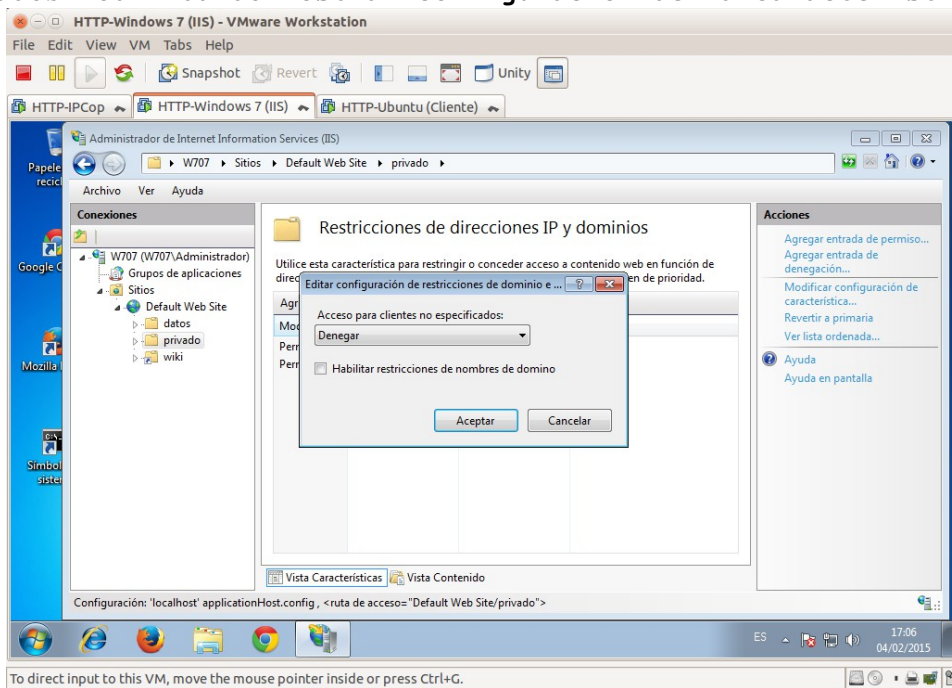 HTTP-Windows 7 (IIS) - VMware Workstation
File Edit View VM Tabs Help
Snapshot Revert Unity
HTTP-IPCop HTTP-Windows 7 (IIS) HTTP-Ubuntu (Cliente)
Administrador de Internet Information Services (IIS)
W707 Sitios Default Web Site privado
Archivo Ver Ayuda
Conexiones
W707 (W707\Administrador)
Grupos de aplicaciones
Sitios
Default Web Site
datos
privado
wiki
Restricciones de direcciones IP y dominios
Utilice esta característica para restringir o conceder acceso a contenido web en función de
direc en de prioridad.
Agr
Mod
Perr
Perr
Editar configuración de restricciones de dominio e ...
Acceso para clientes no especificados:
Denegar
Habilitar restricciones de nombres de domino
Aceptar Cancelar
Vista Características Vista Contenido
Acciones
Agregar entrada de permiso...
Agregar entrada de
denegación...
Modificar configuración de
característica...
Revertir a primaria
Ver lista ordenada...
Ayuda
Ayuda en pantalla
Configuración: 'localhost' applicationHost.config , <ruta de acceso="Default Web Site/privado">
Papele
recicl
Google C
Mozilla
Símbol
sister
ES 17:06
04/02/2015
To direct input to this VM, move the mouse pointer inside or press Ctrl+G.